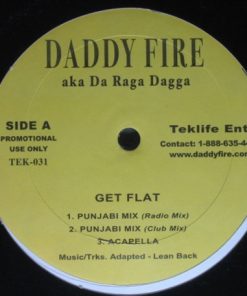 DADDY FIRE
aka Da Raga Dagga
SIDE A
PROMOTIONAL
USE ONLY
TEK-031
Teklife Ent
Contact: 1-888-635-4
www.daddyfire.
GET FLAT
1. PUNJABI MIX (Radio Mix)
2. PUNJABI MIX (Club Mix)
3. ACAPELLA
Music/Trks. Adapted - Lean Back